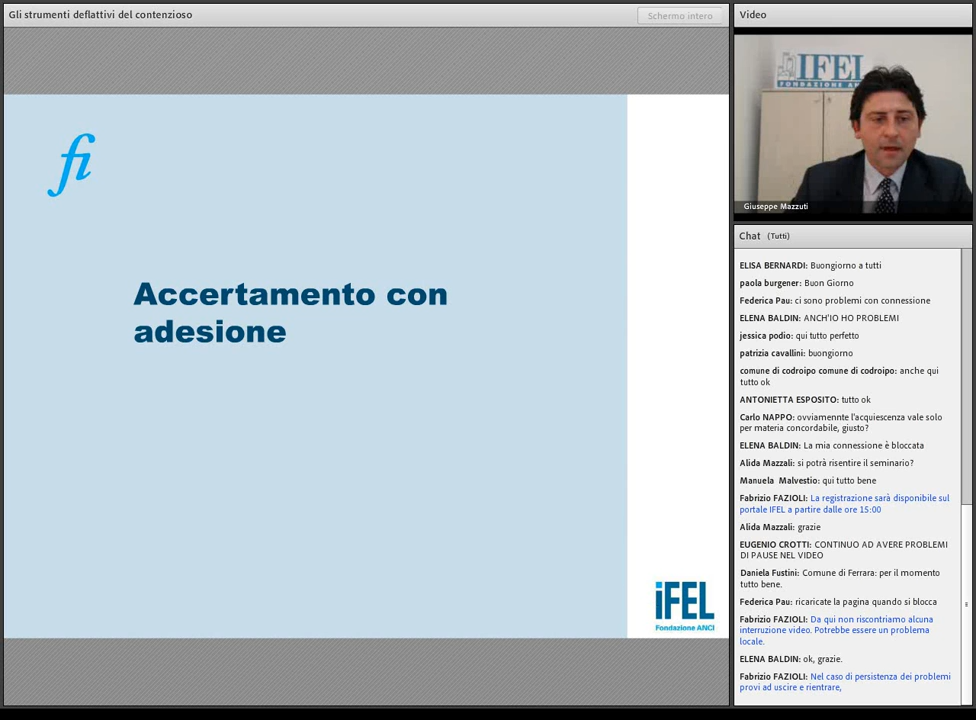 Gli strumenti deflattivi del contenzioso
Schermo intero
fi
Accertamento con
adesione
iFEL
Fondazione ANCI
Video
IFEL
FONDAZIONE AN
Giuseppe Mazzuti
Chat (Tutti)
ELISA BERNARDI: Buongiorno a tutti
paola burgener: Buon Giorno
Federica Pau: ci sono problemi con connessione
ELENA BALDIN: ANCH'IO HO PROBLEMI
jessica podio: qui tutto perfetto
patrizia cavallini: buongiorno
comune di codroipo comune di codroipo: anche qui
tutto ok
ANTONIETTA ESPOSITO: tutto ok
Carlo NAPPO: ovviamennte l'acquiescenza vale solo
per materia concordabile, giusto?
ELENA BALDIN: La mia connessione è bloccata
Alida Mazzali: si potrà risentire il seminario?
Manuela Malvestio: qui tutto bene
Fabrizio FAZIOLI: La registrazione sarà disponibile sul
portale IFEL a partire dalle ore 15:00
Alida Mazzali: grazie
EUGENIO CROTTI: CONTINUO AD AVERE PROBLEMI
DI PAUSE NEL VIDEO
Daniela Fustini: Comune di Ferrara: per il momento
tutto bene.
Federica Pau: ricaricate la pagina quando si blocca
Fabrizio FAZIOLI: Da qui non riscontriamo alcuna
interruzione video. Potrebbe essere un problema
locale.
ELENA BALDIN: ok, grazie.
Fabrizio FAZIOLI: Nel caso di persistenza dei problemi
provi ad uscire e rientrare,